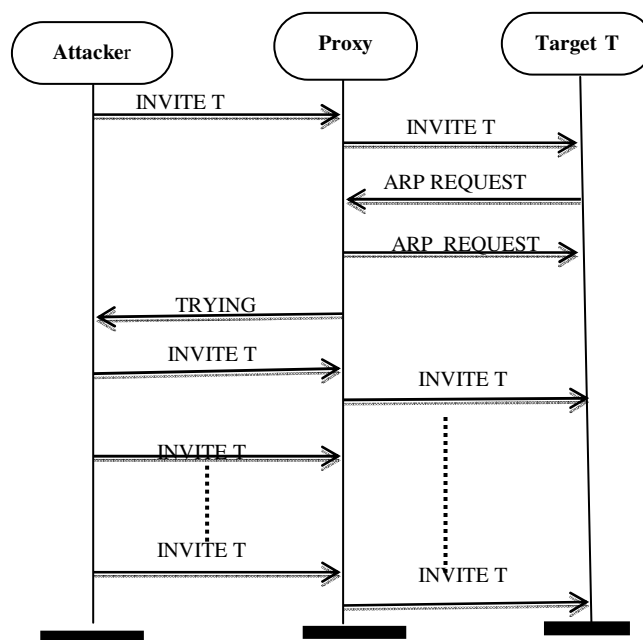 Attacker
Proxy
Target T
INVITE T
INVITE T
ARP REQUEST
ARP REQUEST
TRYING
INVITE T
INVITE T
INVITE T
INVITE T
INVITE T